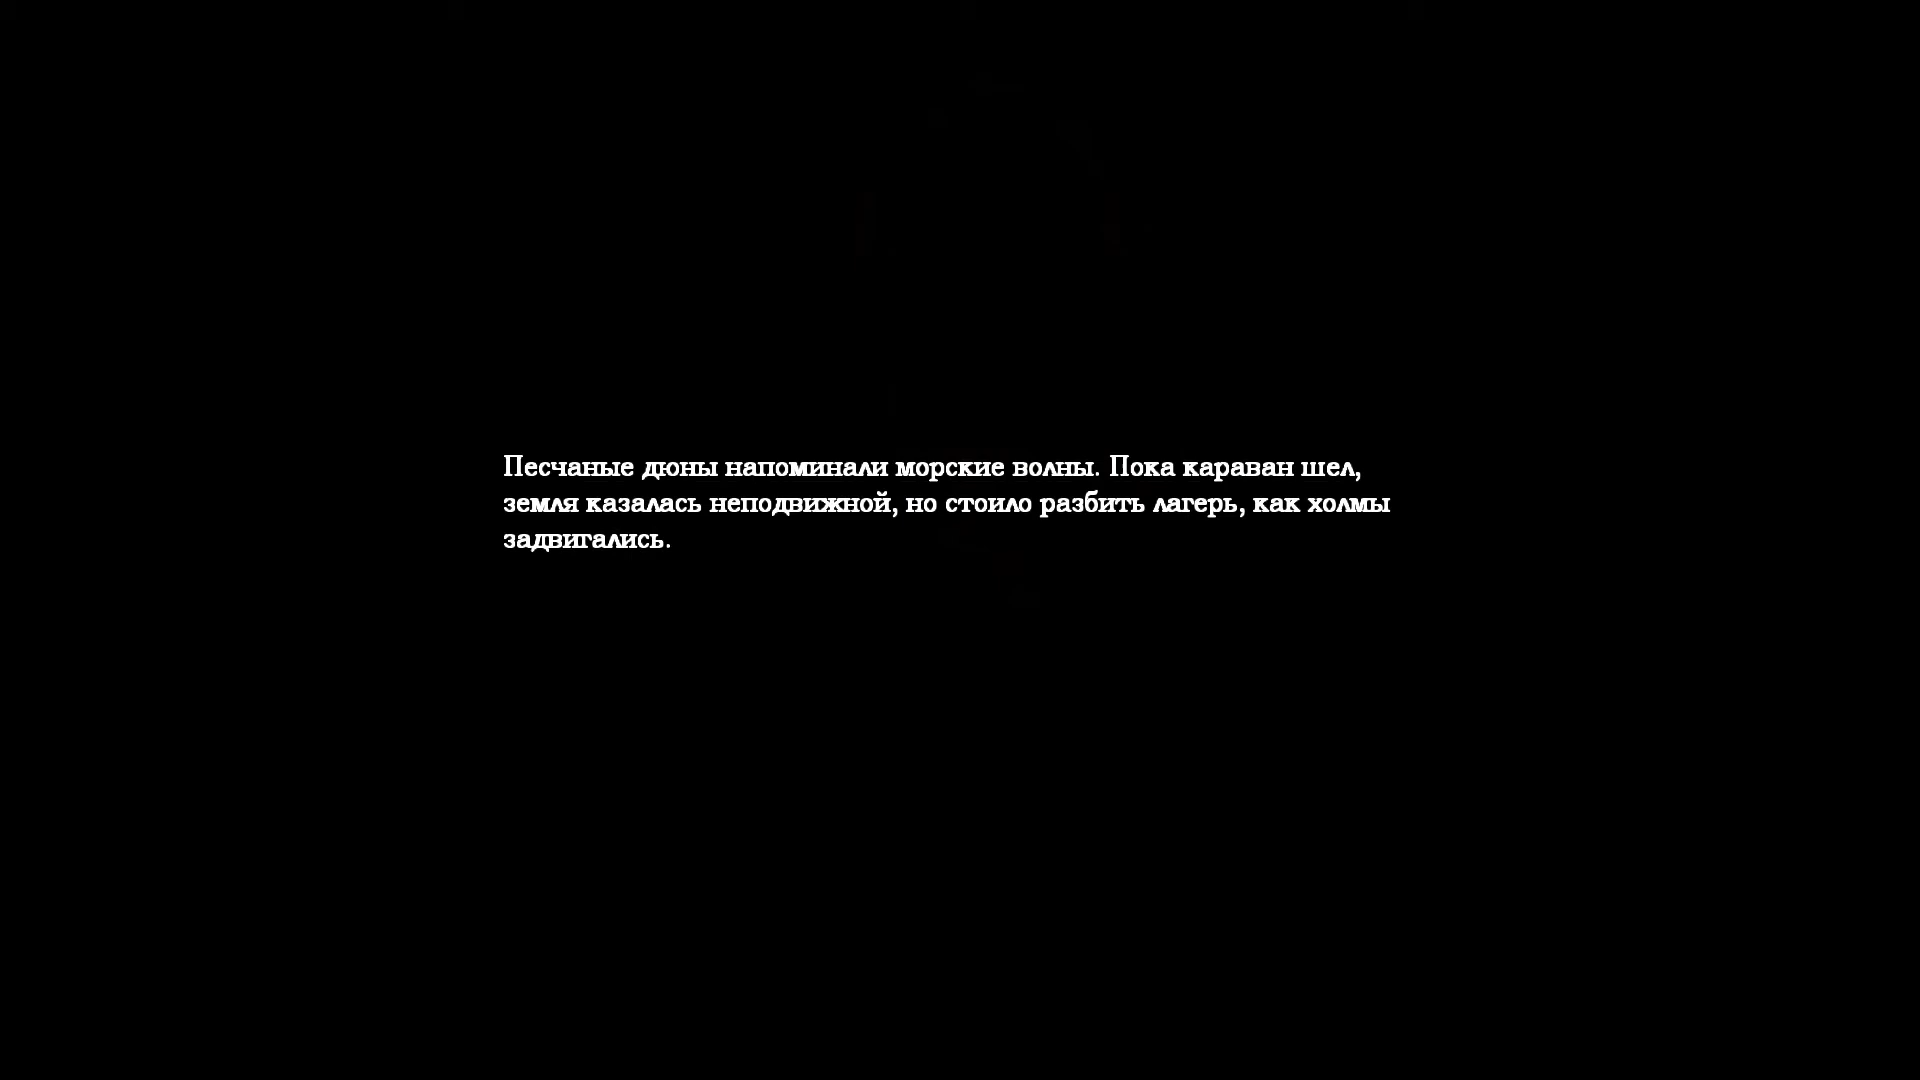 Песчаные дюны напоминали морские волны. Пока караван шел,
земля казалась неподвижной, но стоило разбить лагерь, как холмы
задвигались.